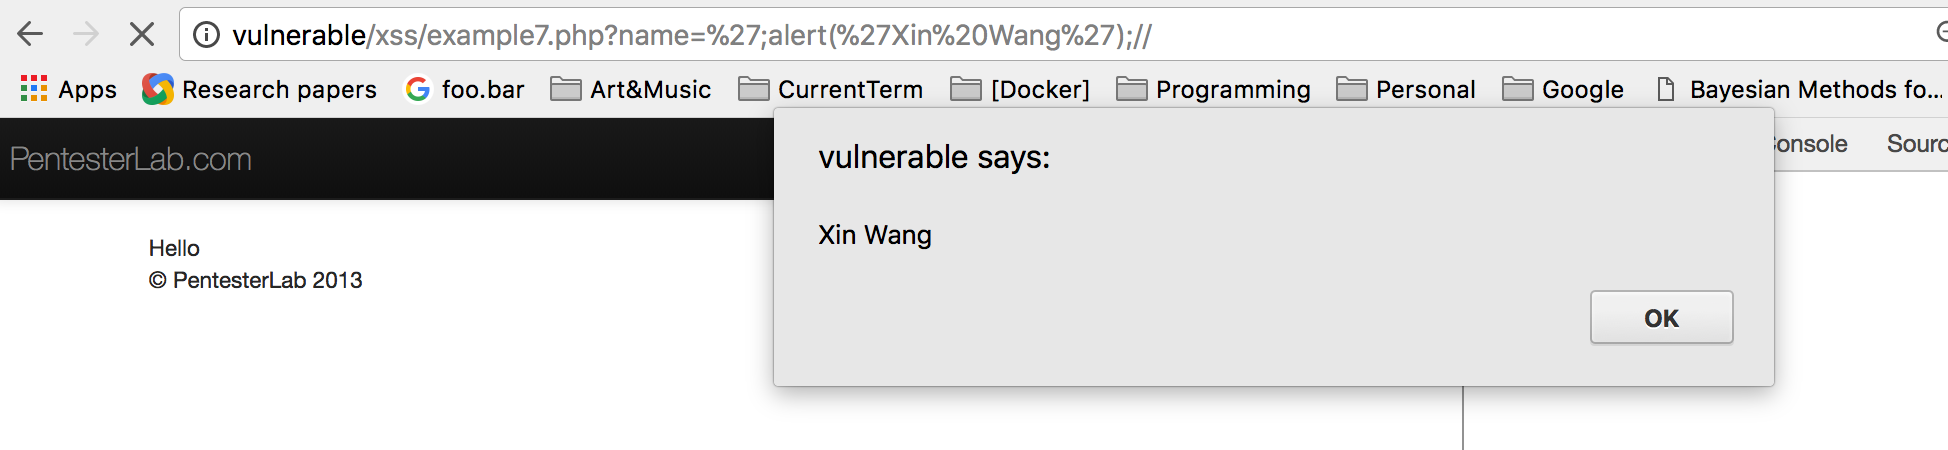 vulnerable/xss/example7.php?name=%27;alert(%27Xin%20Wang%27);//
Apps Research papers foo.bar Art&Music CurrentTerm [Docker] Programming Personal Google Bayesian Methods fo...
PentesterLab.com
vulnerable says:
onsole Sourc
Xin Wang
Hello
© PentesterLab 2013
OK